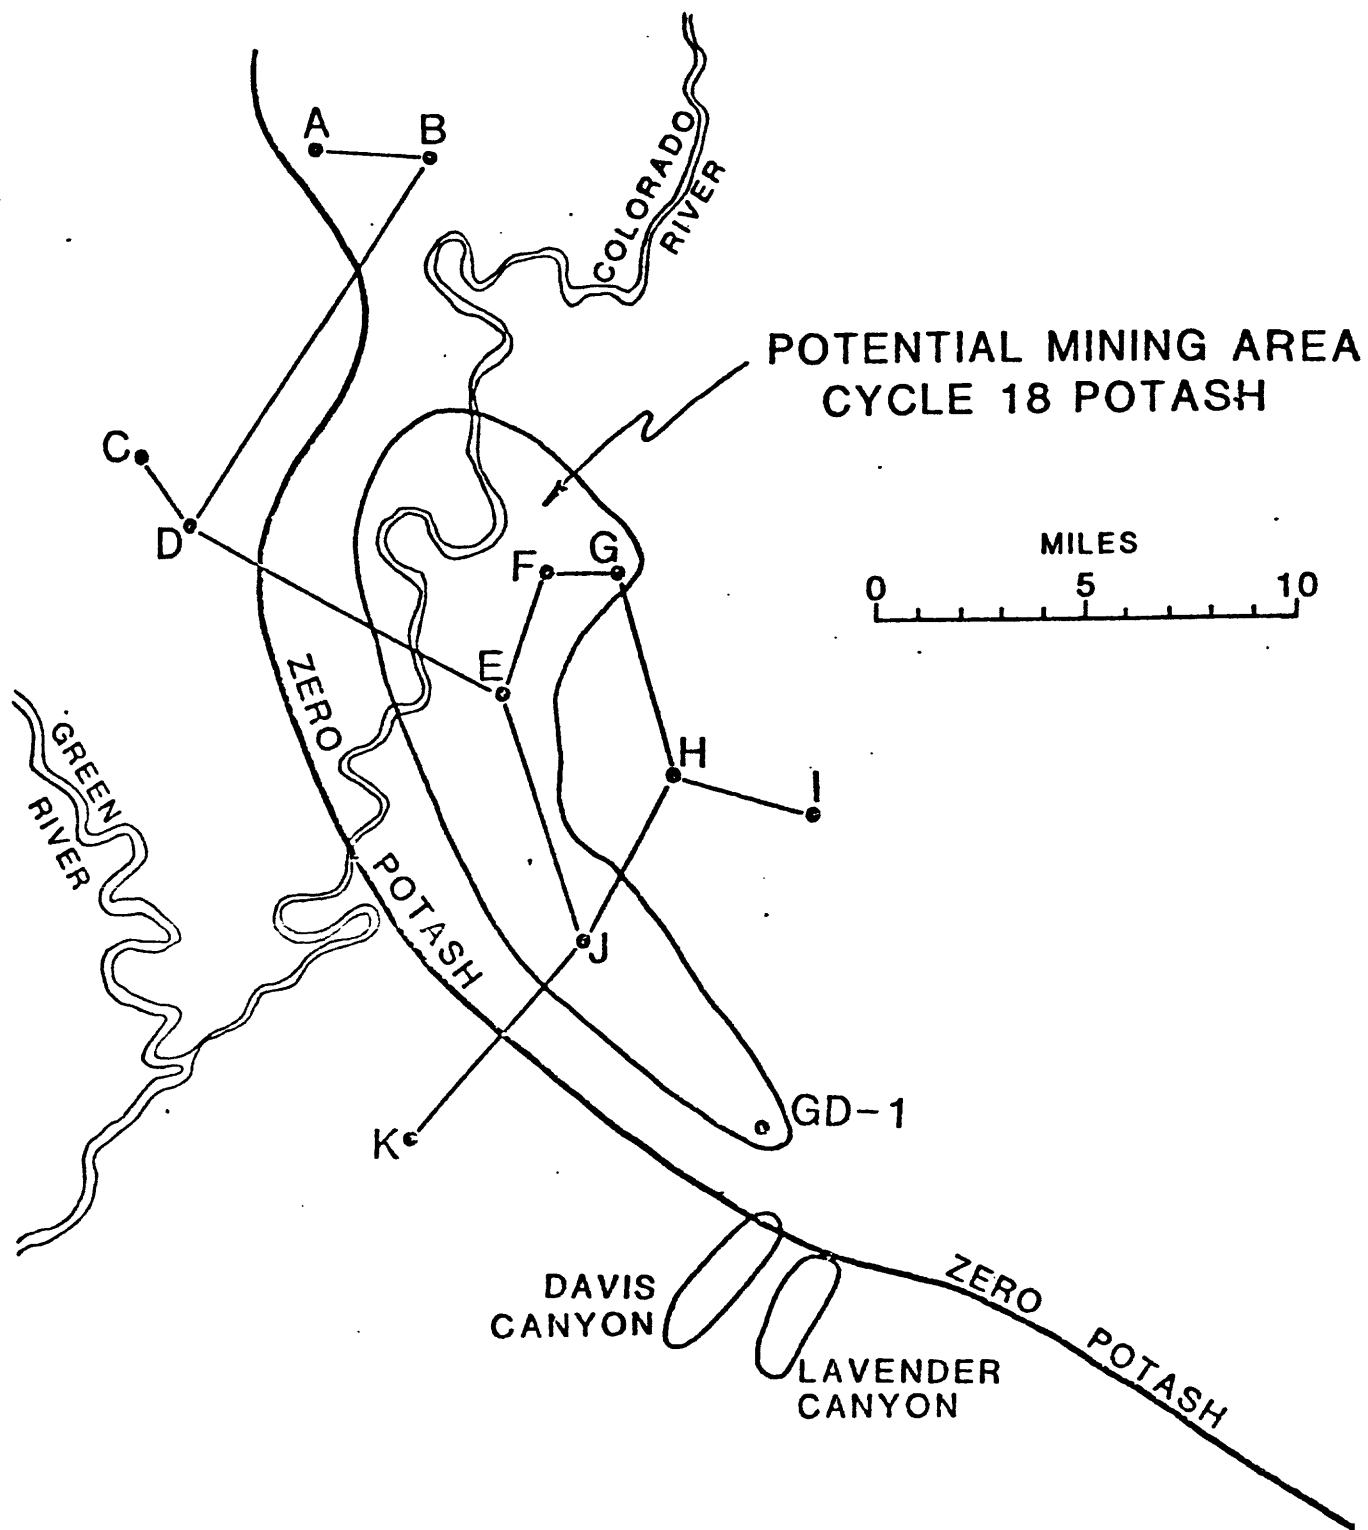 A
B
COLORADO
RIVER
POTENTIAL MINING AREA
CYCLE 18 POTASH
C
D
MILES
0 5 10
F
G
E
ZERO
POTASH
H
I
GREEN
RIVER
J
K
GD-1
DAVIS
CANYON
LAVENDER
CANYON
ZERO
POTASH